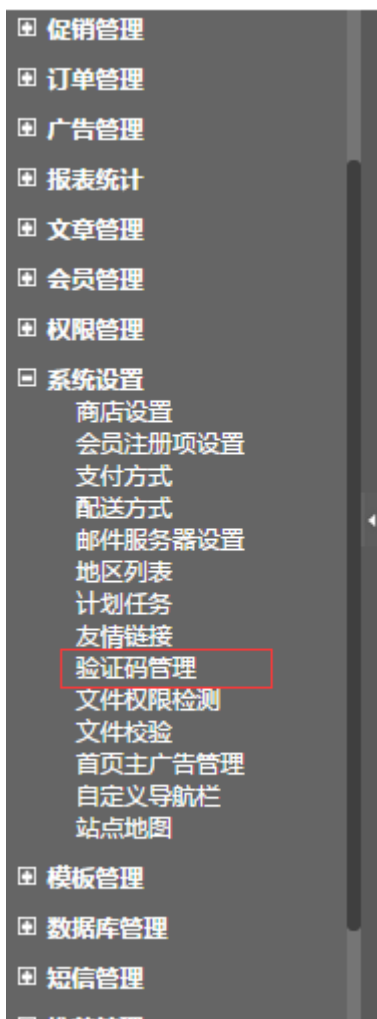 促销管理
订单管理
广告管理
报表统计
文章管理
会员管理
权限管理
系统设置
商店设置
会员注册项设置
支付方式
配送方式
邮件服务器设置
地区列表
计划任务
友情链接
验证码管理
文件权限检测
文件校验
首页主广告管理
自定义导航栏
站点地图
模板管理
数据库管理
短信管理